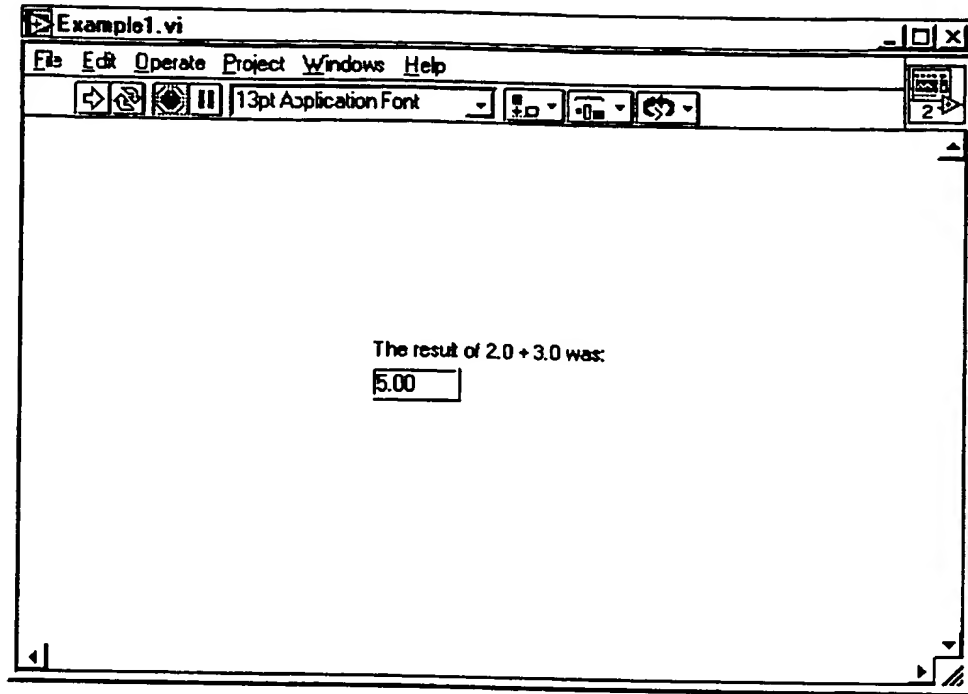 Example1.vi
File Edit Operate Project Windows Help
13pt Application Font
2
The result of 2.0 + 3.0 was:
5.00